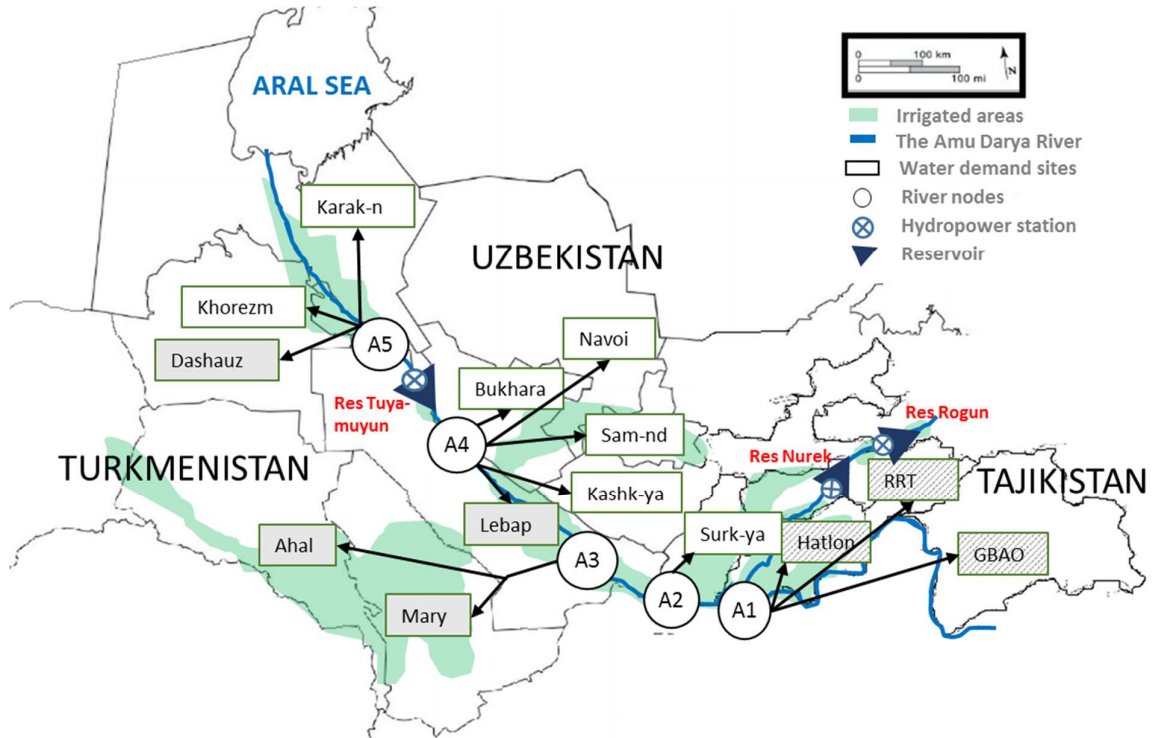 ARAL SEA
0 100 km
0 100 mi
N
Irrigated areas
The Amu Darya River
Water demand sites
River nodes
Hydropower station
Reservoir
Karak-n
UZBEKISTAN
Khorezm
Dashauz
A5
Navoi
Bukhara
Res Tuya-
muyun
A4
Sam-nd
Res Rogun
Res Nurek
TURKMENISTAN
Kashk-ya
RRT
TAJIKISTAN
Lebap
Surk-ya
Hatlon
Ahal
GBAO
A3
A2
A1
Mary